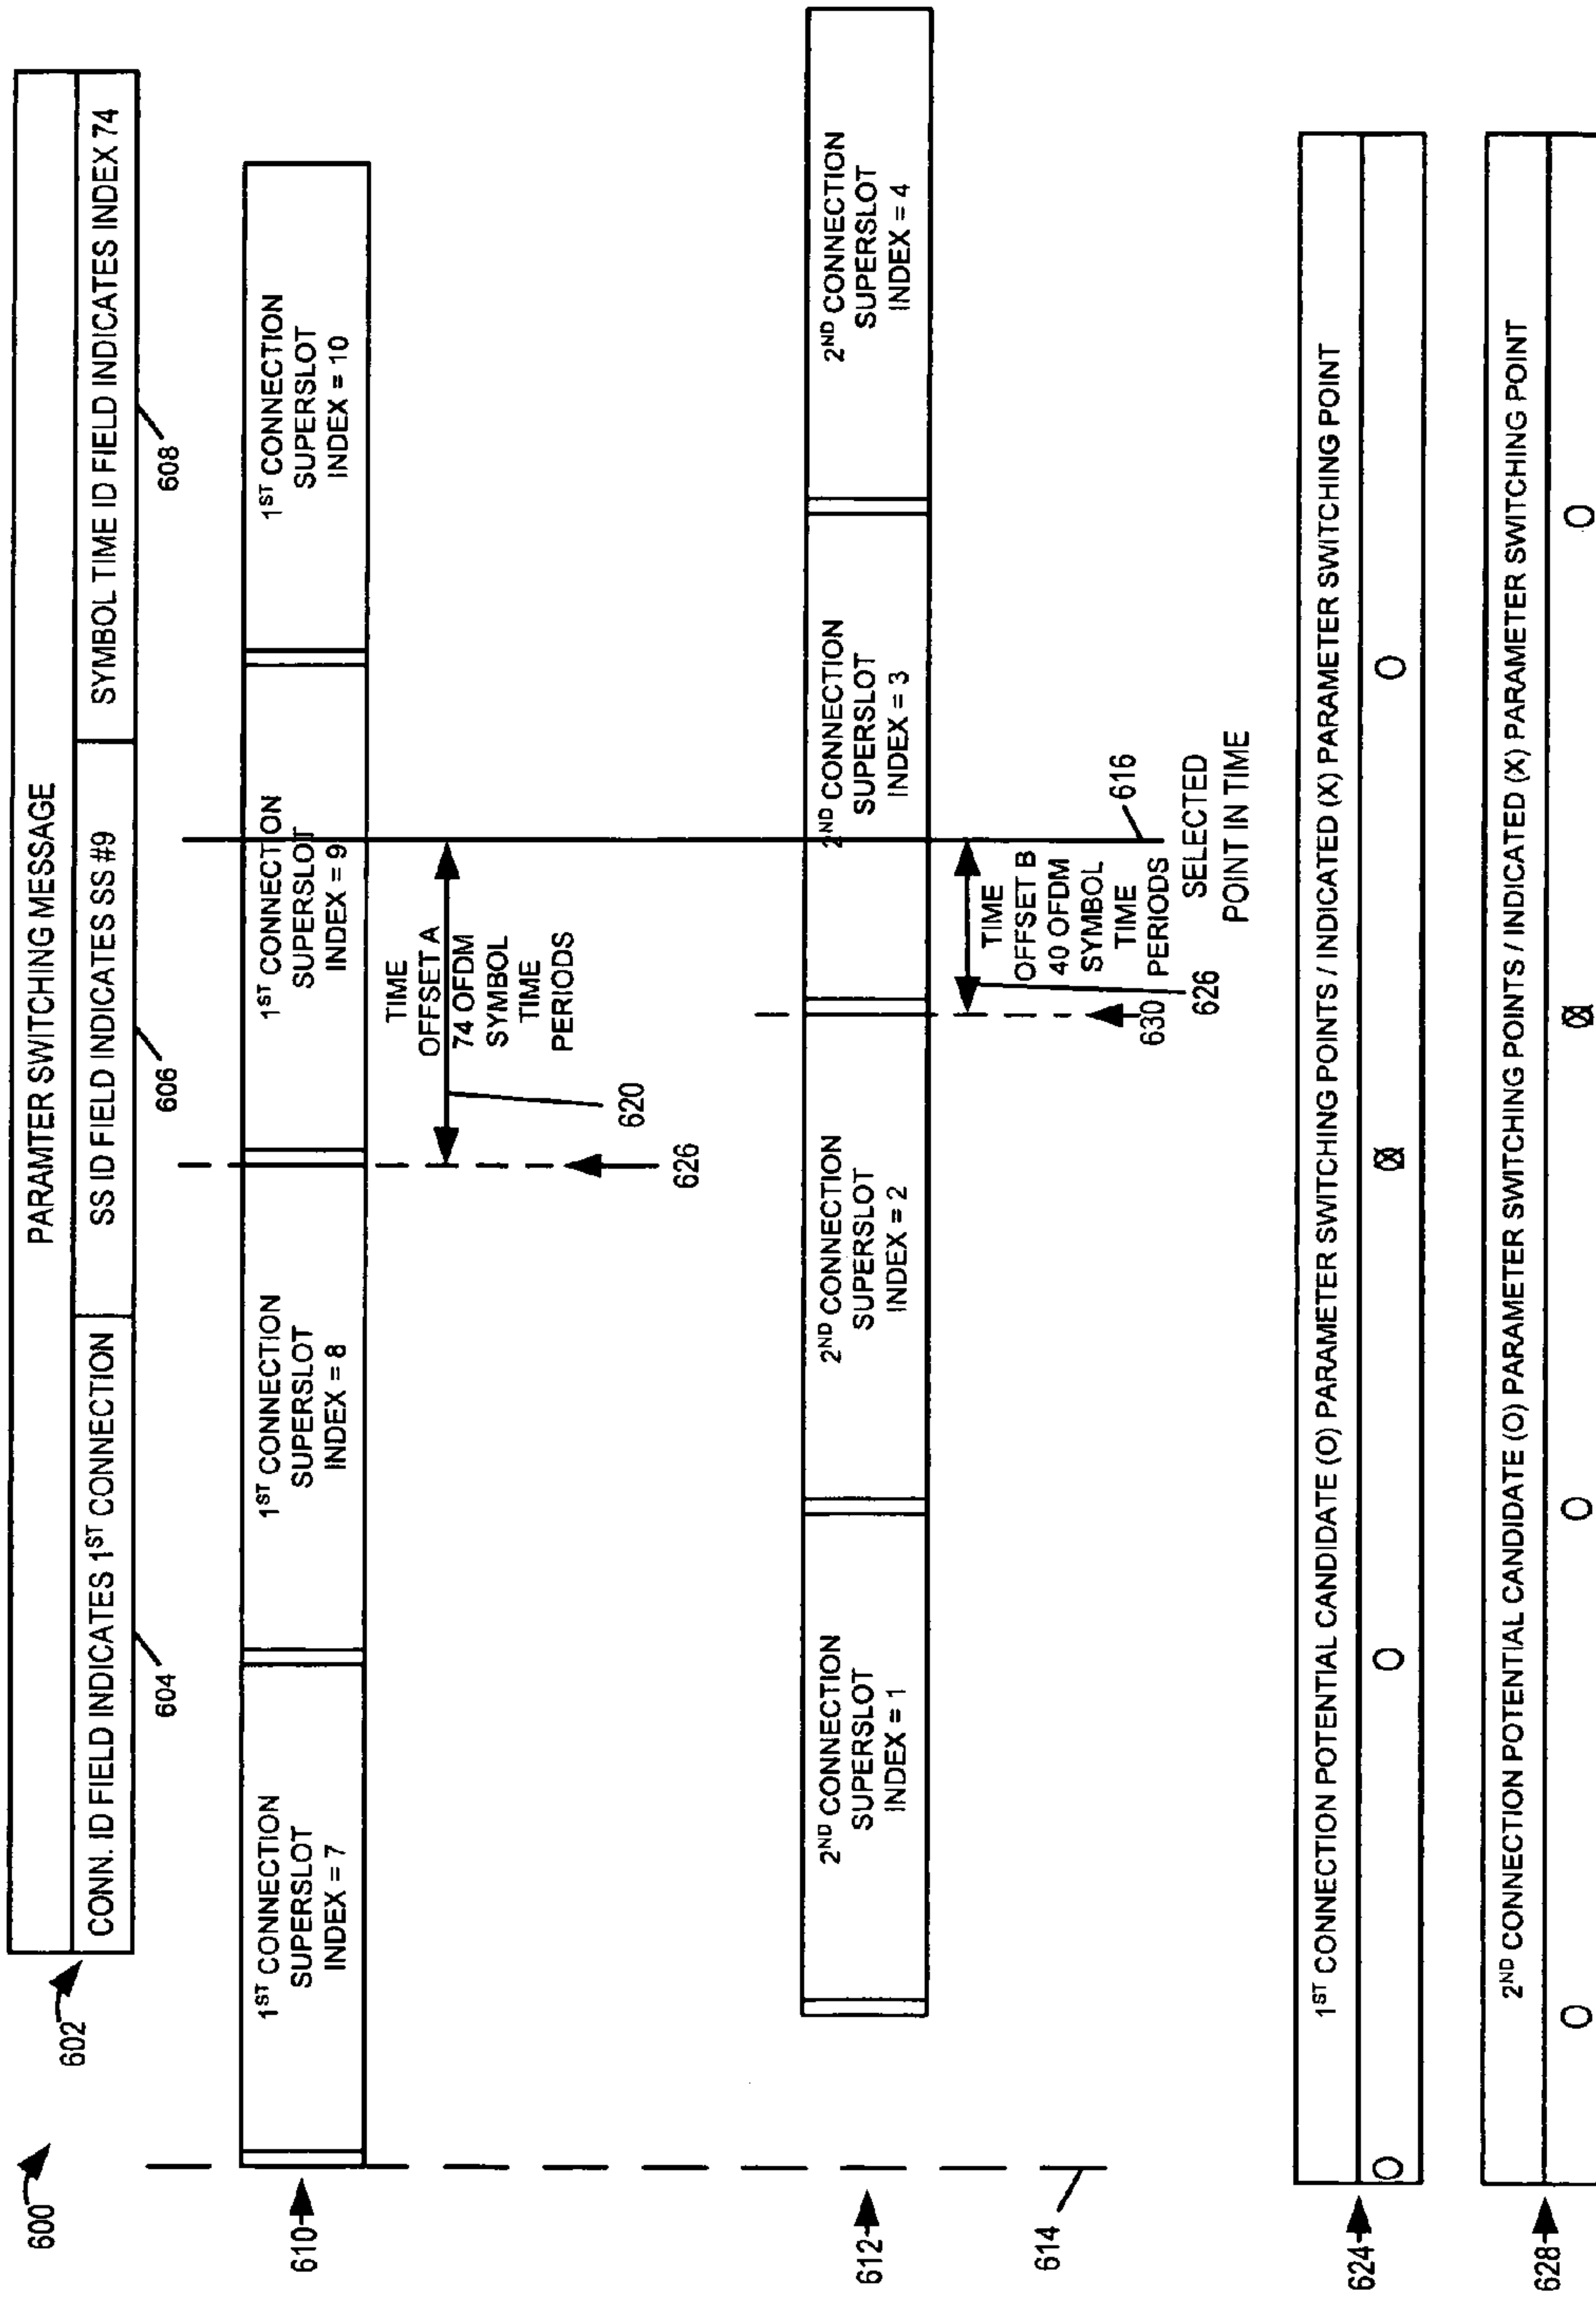 600
PARAMTER SWITCHING MESSAGE
602
CONN. ID FIELD INDICATES 1ST CONNECTION
SS ID FIELD INDICATES SS #9
SYMBOL TIME ID FIELD INDICATES INDEX 74
604
606
608
610
1ST CONNECTION
SUPERSLOT
INDEX = 7
1ST CONNECTION
SUPERSLOT
INDEX = 8
1ST CONNECTION
SUPERSLOT
INDEX = 9
1ST CONNECTION
SUPERSLOT
INDEX = 10
TIME
OFFSET A
74 OFDM
SYMBOL
TIME
PERIODS
620
626
612
2ND CONNECTION
SUPERSLOT
INDEX = 1
2ND CONNECTION
SUPERSLOT
INDEX = 2
2ND CONNECTION
SUPERSLOT
INDEX = 3
2ND CONNECTION
SUPERSLOT
INDEX = 4
TIME
OFFSET B
40 OFDM
SYMBOL
TIME
PERIODS
630
626
614
616
SELECTED
POINT IN TIME
624
1ST CONNECTION POTENTIAL CANDIDATE (O) PARAMETER SWITCHING POINTS / INDICATED (X) PARAMETER SWITCHING POINT
O
O
O
628
2ND CONNECTION POTENTIAL CANDIDATE (O) PARAMETER SWITCHING POINTS / INDICATED (X) PARAMETER SWITCHING POINT
O
O
O